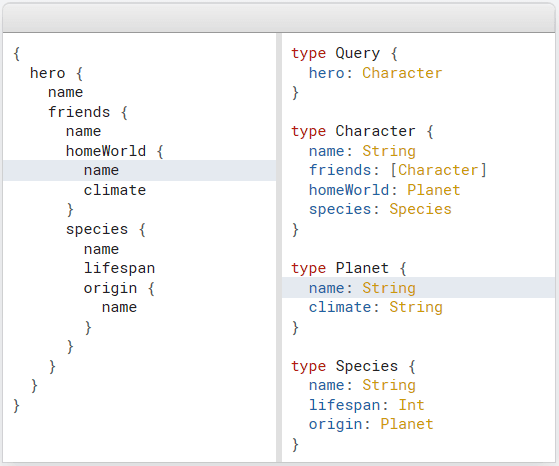 {
  hero {
    name
    friends {
      name
      homeWorld {
        name
        climate
      }
      species {
        name
        lifespan
        origin {
          name
        }
      }
    }
  }
}
type Query {
  hero: Character
}

type Character {
  name: String
  friends: [Character]
  homeWorld: Planet
  species: Species
}

type Planet {
  name: String
  climate: String
}

type Species {
  name: String
  lifespan: Int
  origin: Planet
}